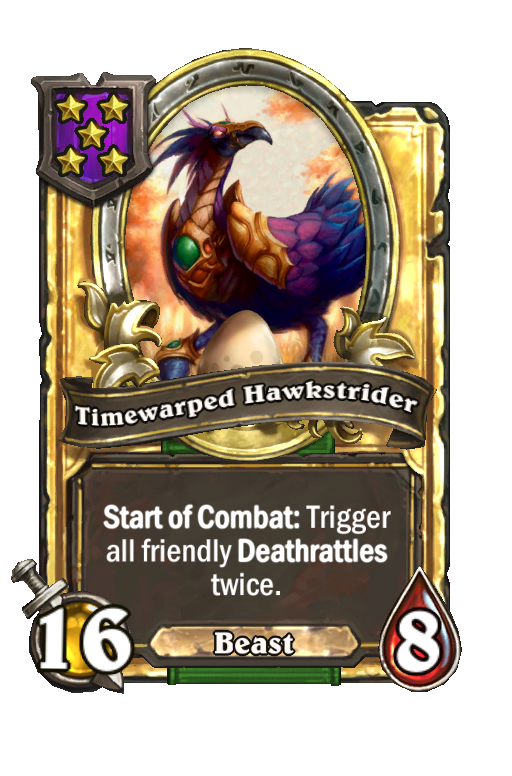 Timewarped Hawkstrider
Start of Combat: Trigger
all friendly Deathrattles
twice.
16
Beast
8